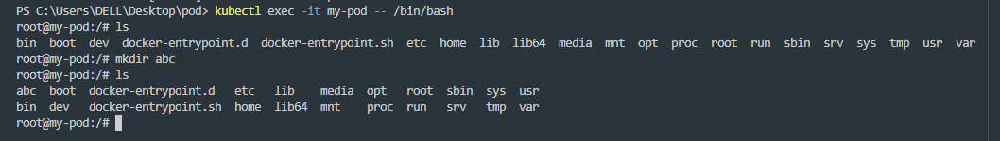 PS C:\Users\DELL\Desktop\pod> kubectl exec -it my-pod -- /bin/bash
root@my-pod:/# ls
bin  boot  dev  docker-entrypoint.d  docker-entrypoint.sh  etc  home  lib  lib64  media  mnt  opt  proc  root  run  sbin  srv  sys  tmp  usr  var
root@my-pod:/# mkdir abc
root@my-pod:/# ls
abc  boot  docker-entrypoint.d   etc   lib    media  opt   root  sbin  sys  usr
bin  dev   docker-entrypoint.sh  home  lib64  mnt    proc  run   srv   tmp  var
root@my-pod:/#